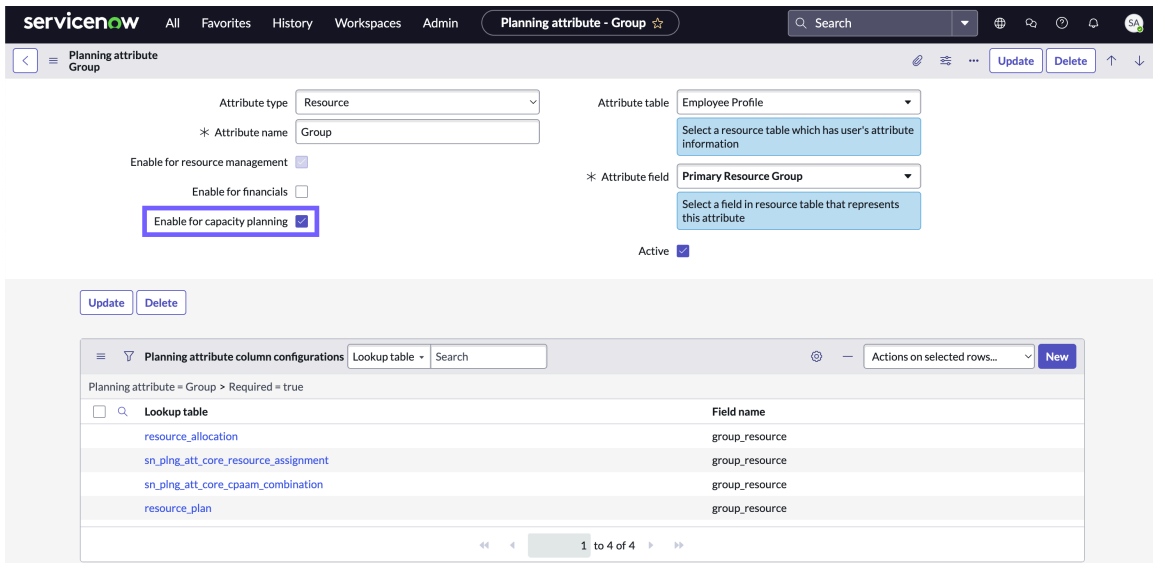 servicenow All Favorites History Workspaces Admin Planning attribute - Group Search SA
Planning attribute
Group
Update Delete
Attribute type Resource
Attribute table Employee Profile
Select a resource table which has user's attribute
information
Attribute name Group
Enable for resource management
Attribute field Primary Resource Group
Select a field in resource table that represents
this attribute
Enable for financials
Enable for capacity planning
Active
Update Delete
Planning attribute column configurations Lookup table Search Actions on selected rows... New
Planning attribute = Group > Required = true
Lookup table Field name
resource_allocation group_resource
sn_plng_att_core_resource_assignment group_resource
sn_plng_att_core_cpaam_combination group_resource
resource_plan group_resource
1 to 4 of 4